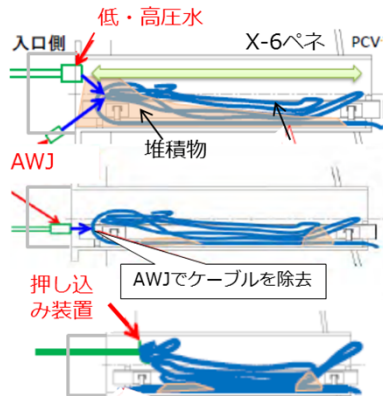 低・高圧水
入口側
X-6ペネ
PCV
堆積物
AWJ
AWJでケーブルを除去
押し込
み装置